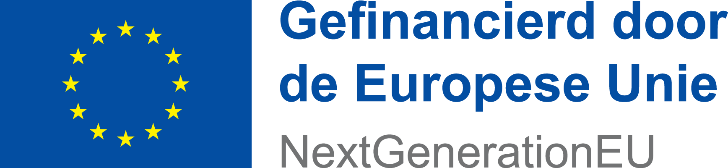 Gefinancierd door
de Europese Unie
NextGenerationEU